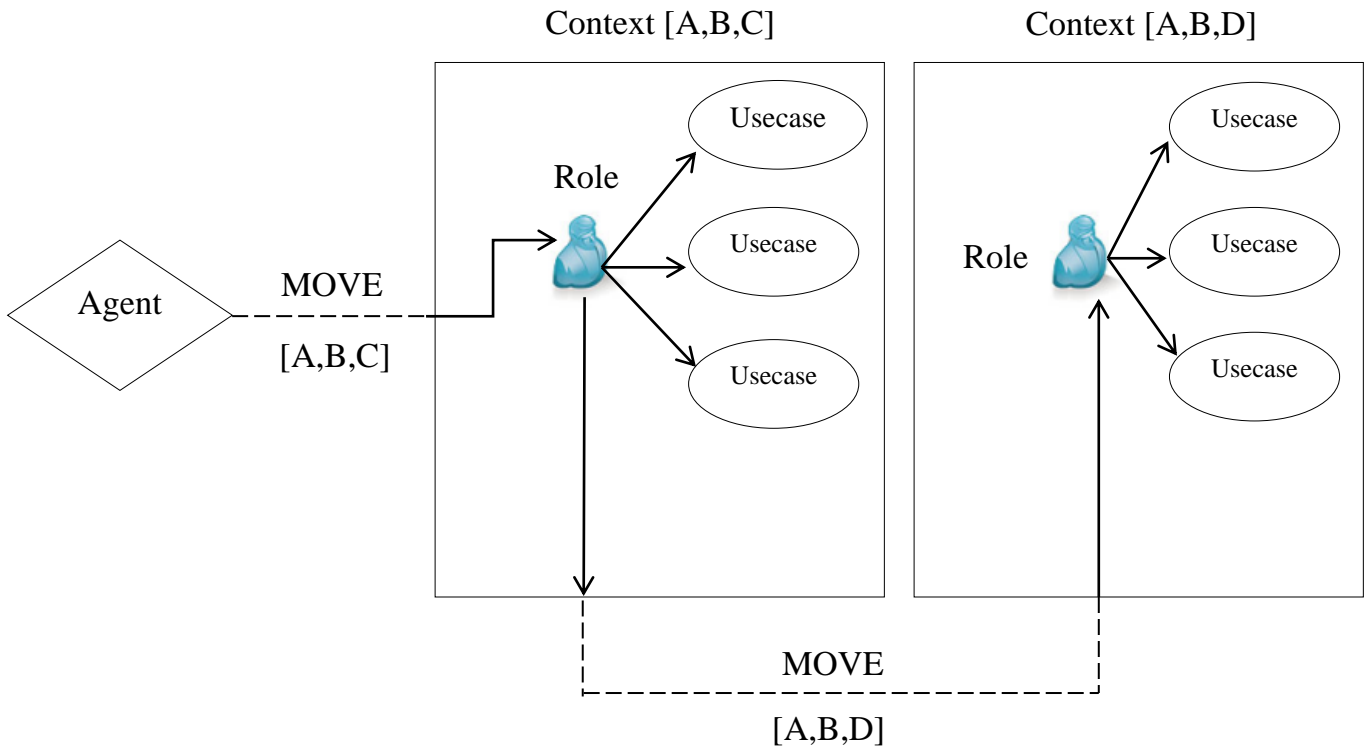 Context [A,B,C]
Context [A,B,D]
Usecase
Usecase
Role
Usecase
Usecase
Role
Agent
MOVE
[A,B,C]
Usecase
Usecase
MOVE
[A,B,D]